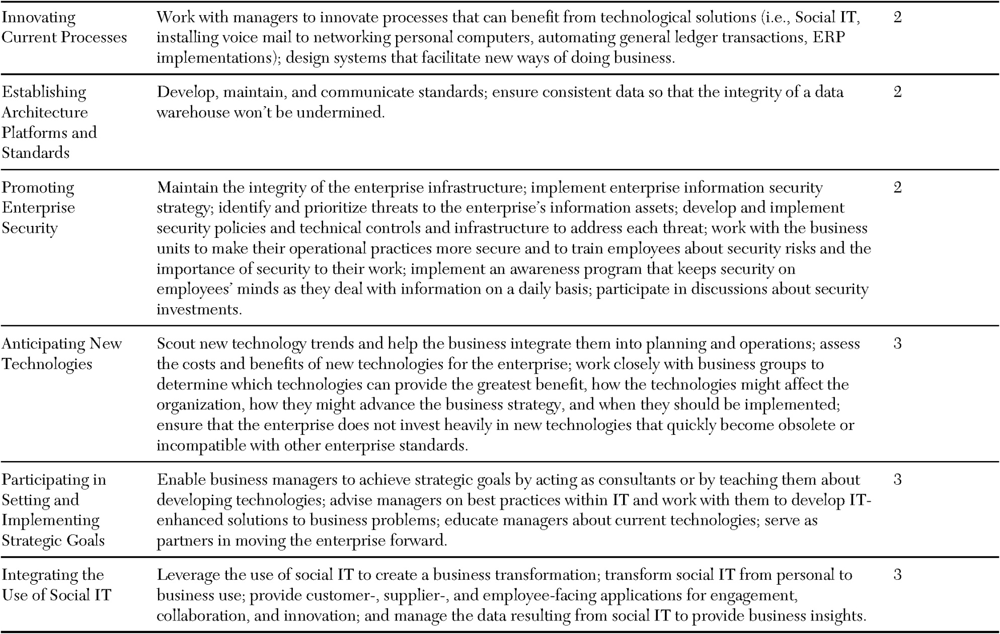 Innovating
Current Processes
Work with managers to innovate processes that can benefit from technological solutions (i.e., Social IT,
installing voice mail to networking personal computers, automating general ledger transactions, ERP
implementations); design systems that facilitate new ways of doing business.
2
Establishing
Architecture
Platforms and
Standards
Develop, maintain, and communicate standards; ensure consistent data so that the integrity of a data
warehouse won’t be undermined.
2
Promoting
Enterprise
Security
Maintain the integrity of the enterprise infrastructure; implement enterprise information security
strategy; identify and prioritize threats to the enterprise’s information assets; develop and implement
security policies and technical controls and infrastructure to address each threat; work with the business
units to make their operational practices more secure and to train employees about security risks and the
importance of security to their work; implement an awareness program that keeps security on
employees’ minds as they deal with information on a daily basis; participate in discussions about security
investments.
2
Anticipating New
Technologies
Scout new technology trends and help the business integrate them into planning and operations; assess
the costs and benefits of new technologies for the enterprise; work closely with business groups to
determine which technologies can provide the greatest benefit, how the technologies might affect the
organization, how they might advance the business strategy, and when they should be implemented;
ensure that the enterprise does not invest heavily in new technologies that quickly become obsolete or
incompatible with other enterprise standards.
3
Participating in
Setting and
Implementing
Strategic Goals
Enable business managers to achieve strategic goals by acting as consultants or by teaching them about
developing technologies; advise managers on best practices within IT and work with them to develop IT-
enhanced solutions to business problems; educate managers about current technologies; serve as
partners in moving the enterprise forward.
3
Integrating the
Use of Social IT
Leverage the use of social IT to create a business transformation; transform social IT from personal to
business use; provide customer-, supplier-, and employee-facing applications for engagement,
collaboration, and innovation; and manage the data resulting from social IT to provide business insights.
3